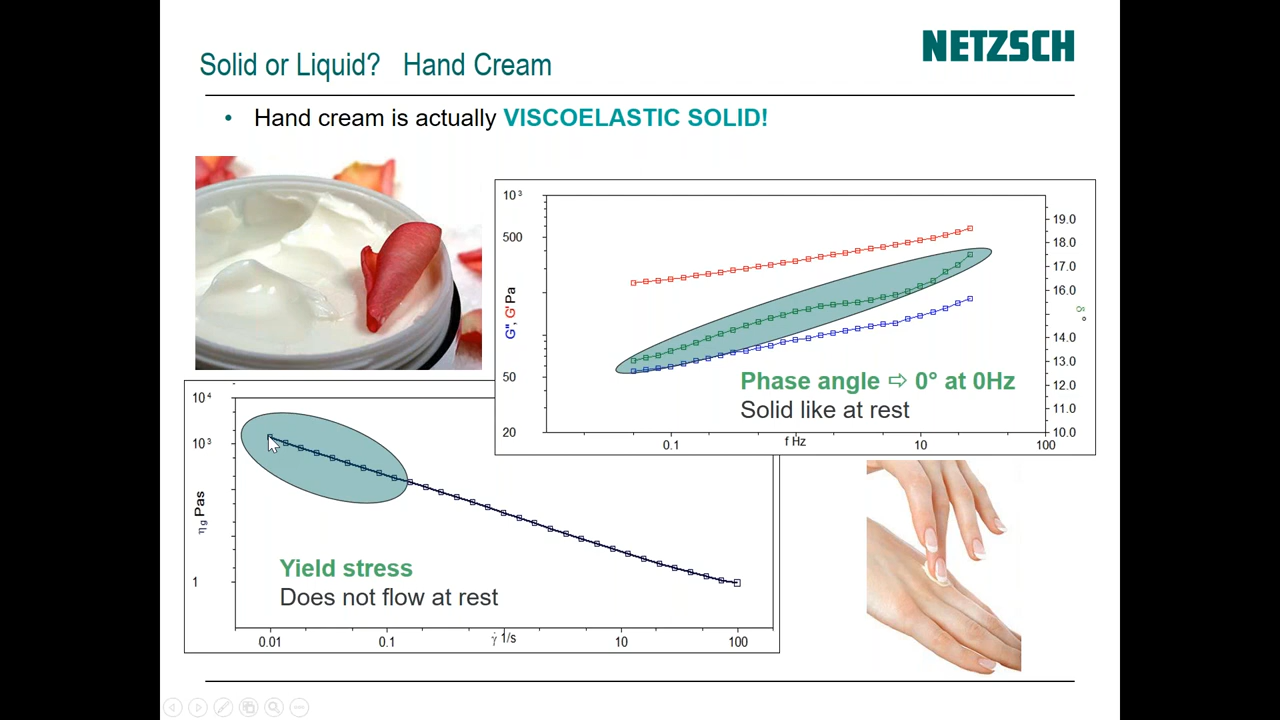 NETZSCH
Solid or Liquid? Hand Cream
• Hand cream is actually VISCOELASTIC SOLID!
10³
500
50
20
G'', G' Pa
0.1
f Hz
10
100
19.0
18.0
17.0
16.0
14.0
13.0
12.0
11.0
10.0
δ °
Phase angle ⇨ 0° at 0Hz
Solid like at rest
10⁴
10³
1
η g Pas
0.01
0.1
γ̇ 1/s
10
100
Yield stress
Does not flow at rest